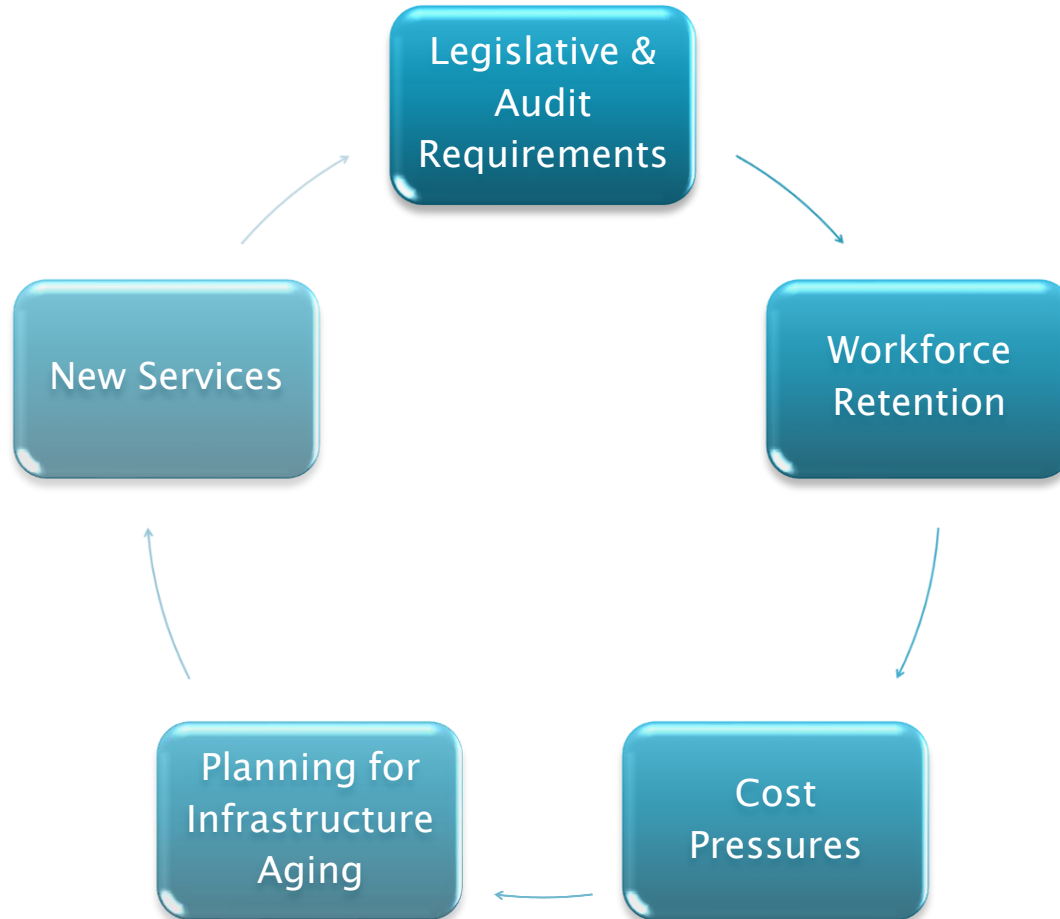 Legislative &
Audit
Requirements
Workforce
Retention
Cost
Pressures
Planning for
Infrastructure
Aging
New Services